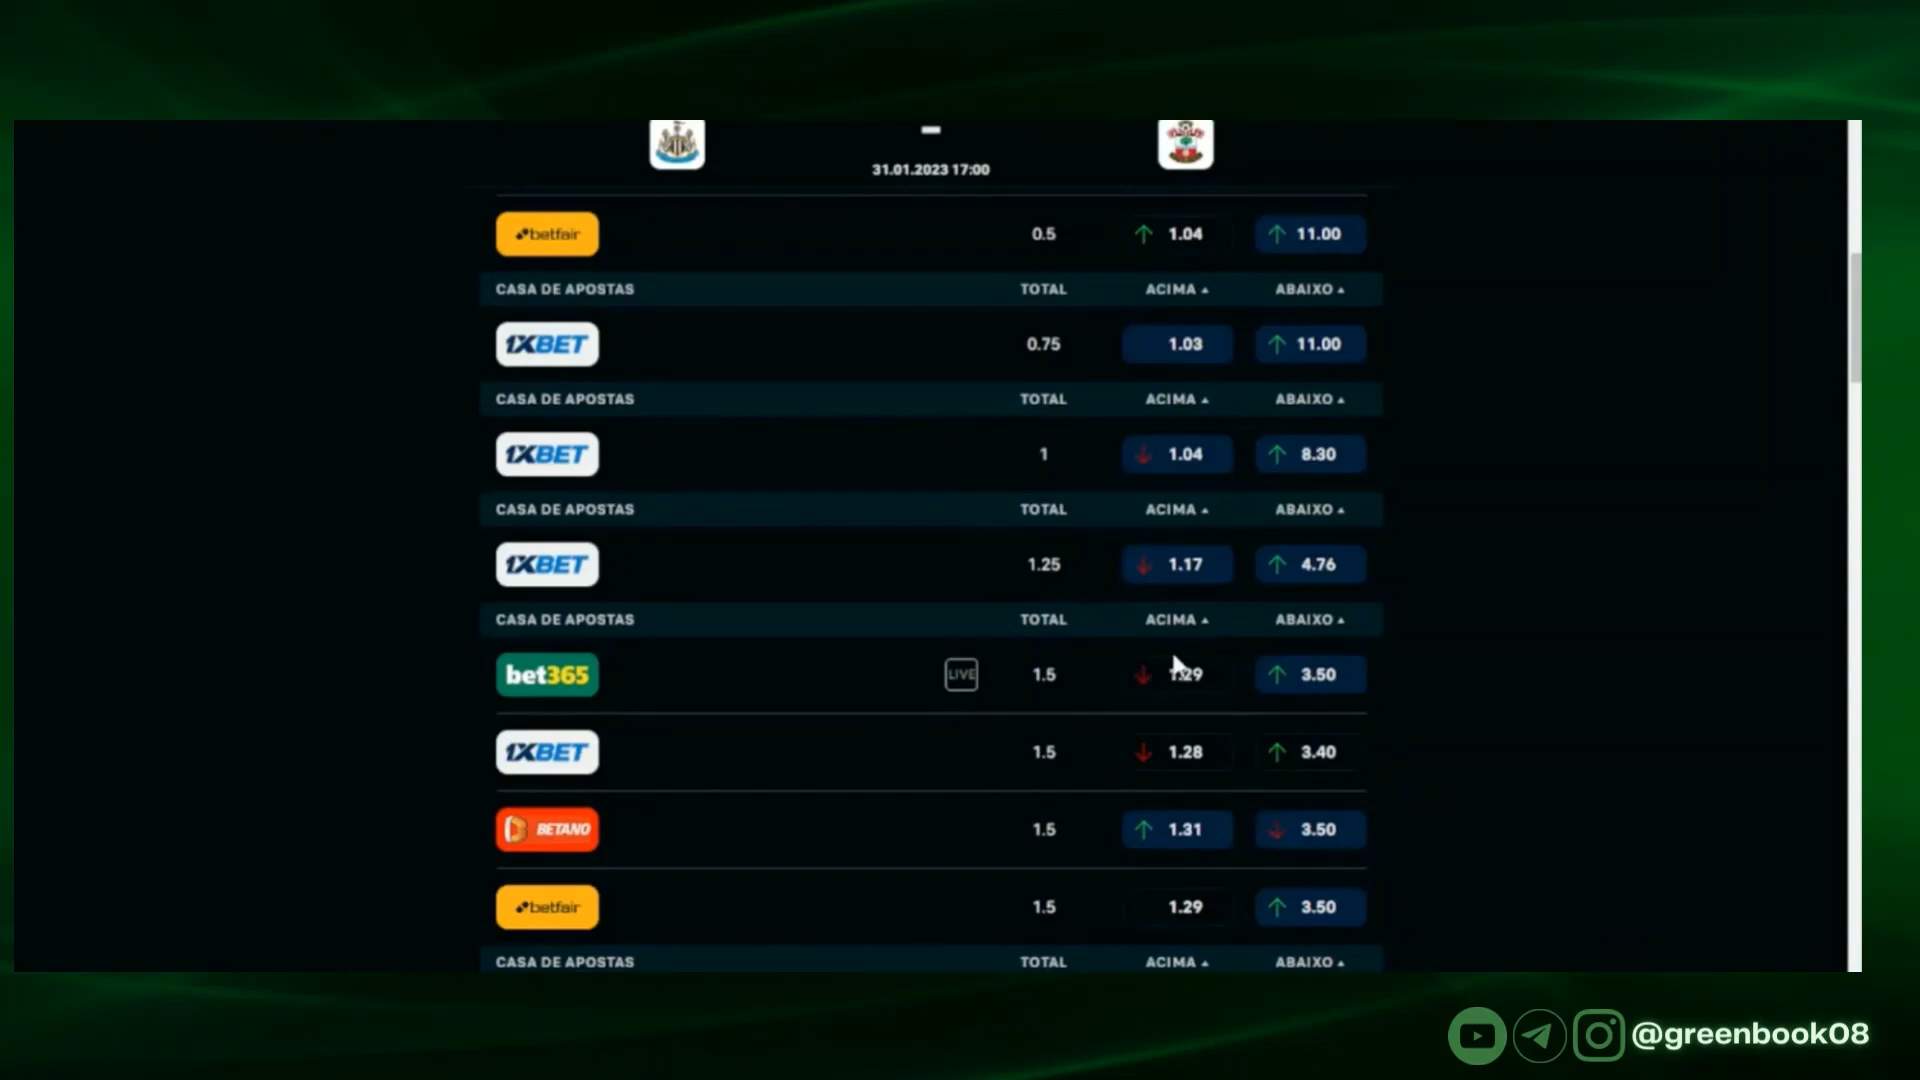 31.01.2023 17:00
betfair 0.5 1.04 11.00
CASA DE APOSTAS TOTAL ACIMA ABAIXO
1XBET 0.75 1.03 11.00
CASA DE APOSTAS TOTAL ACIMA ABAIXO
1XBET 1 1.04 8.30
CASA DE APOSTAS TOTAL ACIMA ABAIXO
1XBET 1.25 1.17 4.76
CASA DE APOSTAS TOTAL ACIMA ABAIXO
bet365 LIVE 1.5 1.29 3.50
1XBET 1.5 1.28 3.40
BETANO 1.5 1.31 3.50
betfair 1.5 1.29 3.50
CASA DE APOSTAS TOTAL ACIMA ABAIXO
@greenbook08